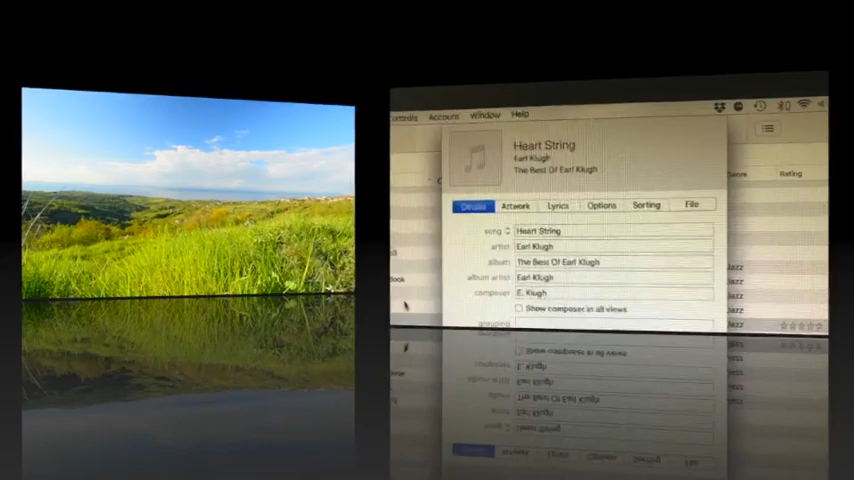 Controls Account Window Help
Heart String
Earl Klugh
The Best Of Earl Klugh
Genre Rating
Details Artwork Lyrics Options Sorting File
song Heart String
artist Earl Klugh
album The Best Of Earl Klugh
album artist Earl Klugh
composer E. Klugh
Show composer in all views
grouping
Book
Jazz
Jazz
Jazz
Jazz
Jazz